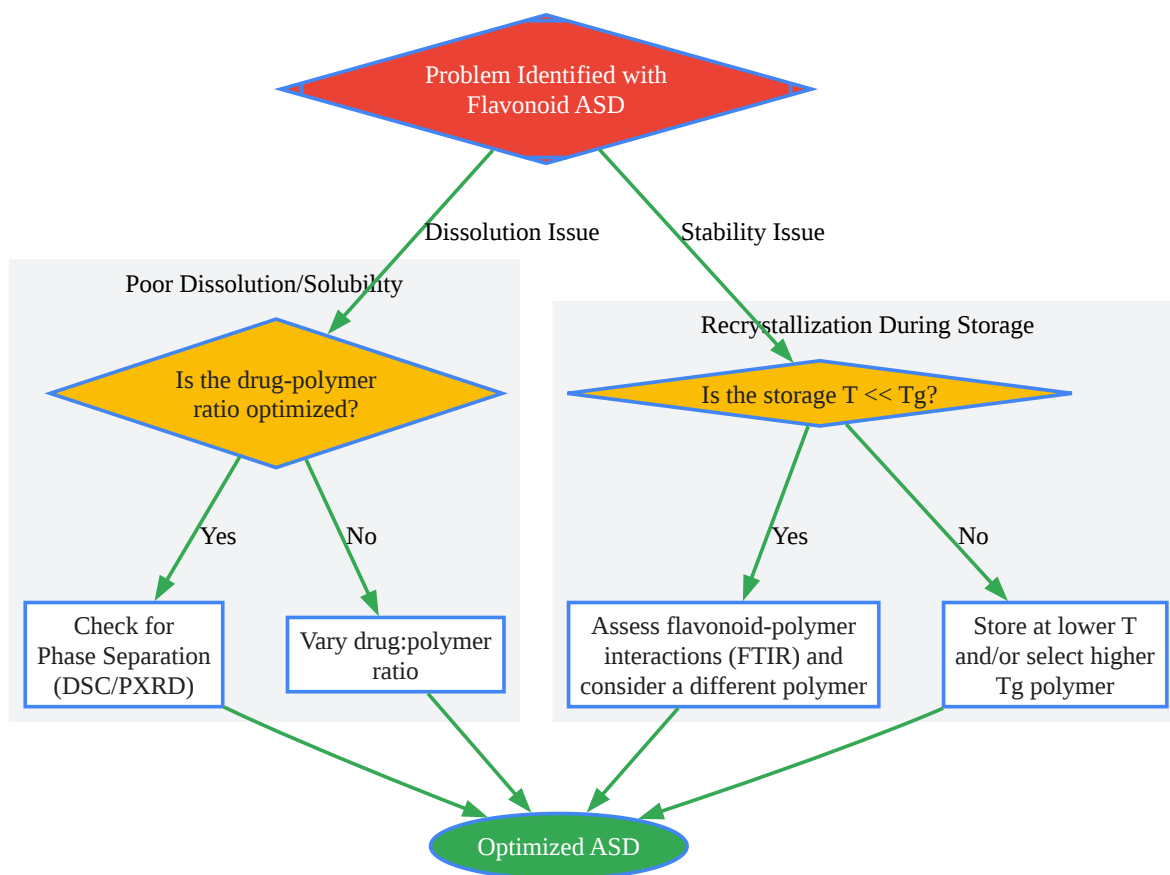 Problem Identified with
Flavonoid ASD
Dissolution Issue
Stability Issue
Poor Dissolution/Solubility
Recrystallization During Storage
Is the drug-polymer
ratio optimized?
Is the storage T << Tg?
Yes
No
Yes
No
Check for
Phase Separation
(DSC/PXRD)
Vary drug:polymer
ratio
Assess flavonoid-polymer
interactions (FTIR) and
consider a different polymer
Store at lower T
and/or select higher
Tg polymer
Optimized ASD